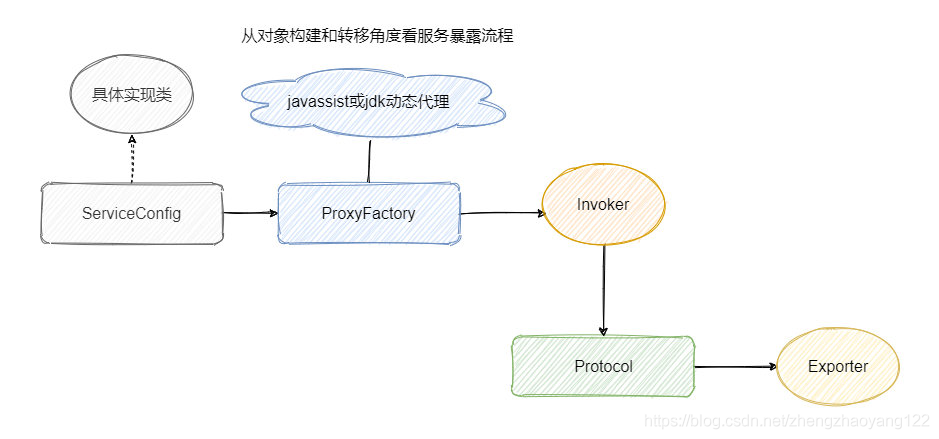 从对象构建和转移角度看服务暴露流程
具体实现类
javassist或jdk动态代理
ServiceConfig
ProxyFactory
Invoker
Protocol
Exporter
https://blog.csdn.net/zhengzhaoyang122